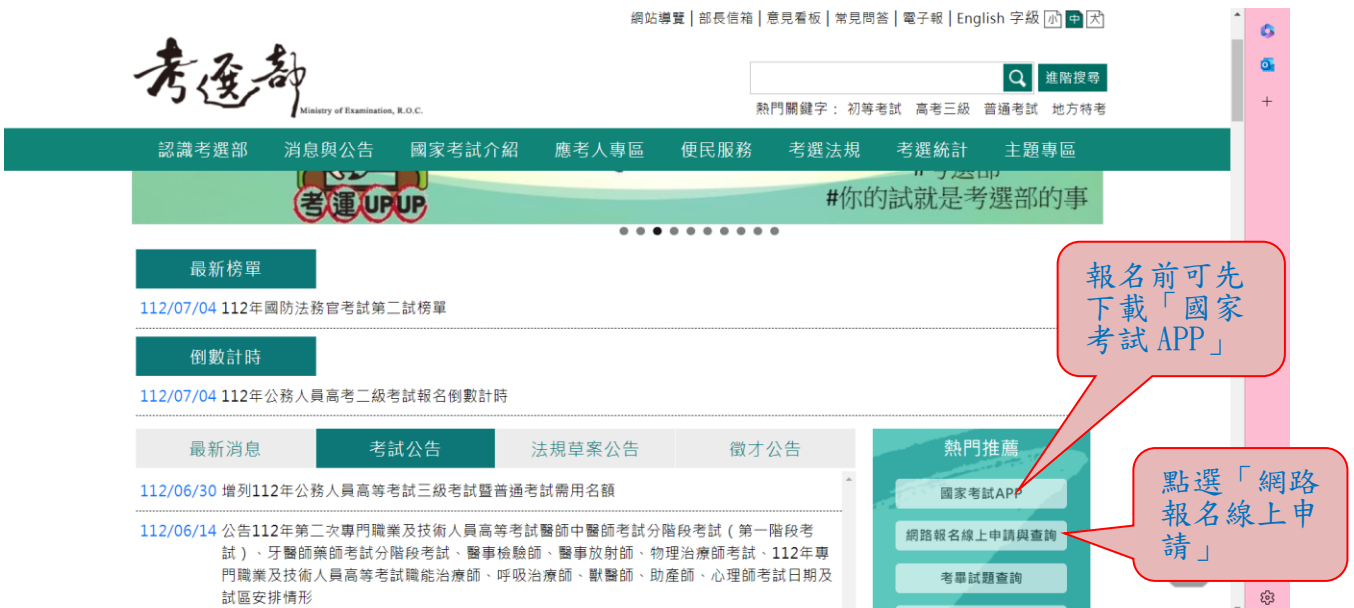 網站導覽 | 部長信箱 | 意見看板 | 常見問答 | 電子報 | English 字級 小 中 大
考選部
Ministry of Examination, R.O.C.
進階搜尋
熱門關鍵字： 初等考試 高考三級 普通考試 地方特考
認識考選部 消息與公告 國家考試介紹 應考人專區 便民服務 考選法規 考選統計 主題專區
考運UPUP
#考選部
#你的試就是考選部的事
最新榜單
112/07/04 112年國防法務官考試第二試榜單
倒數計時
112/07/04 112年公務人員高考二級考試報名倒數計時
報名前可先
下載「國家
考試 APP」
最新消息 考試公告 法規草案公告 徵才公告
112/06/30 增列112年公務人員高等考試三級考試暨普通考試需用名額
112/06/14 公告112年第二次專門職業及技術人員高等考試醫師中醫師考試分階段考試（第一階段考
試）、牙醫師藥師考試分階段考試、醫事檢驗師、醫事放射師、物理治療師考試、112年專
門職業及技術人員高等考試職能治療師、呼吸治療師、獸醫師、助產師、心理師考試日期及
試區安排情形
熱門推薦
國家考試APP
網路報名線上申請與查詢
考畢試題查詢
點選「網路
報名線上申
請」